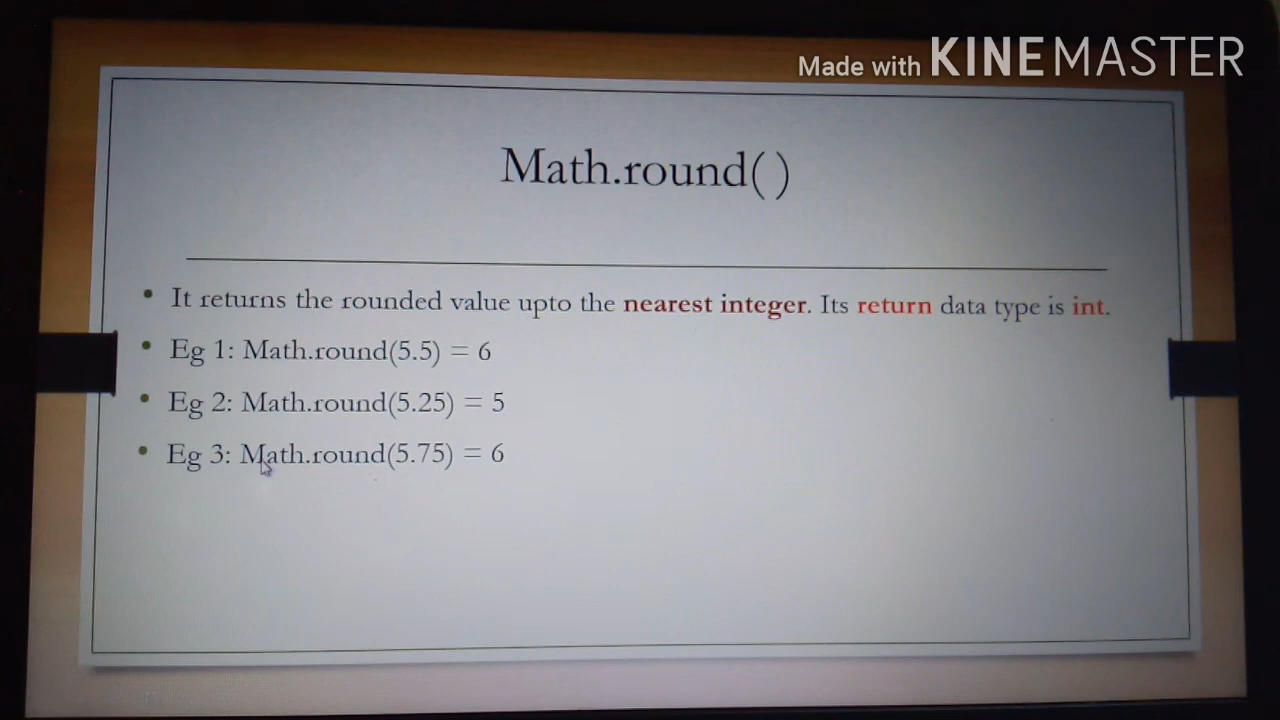 Made with KINEMASTER
Math.round( )
It returns the rounded value upto the nearest integer. Its return data type is int.
Eg 1: Math.round(5.5) = 6
Eg 2: Math.round(5.25) = 5
Eg 3: Math.round(5.75) = 6